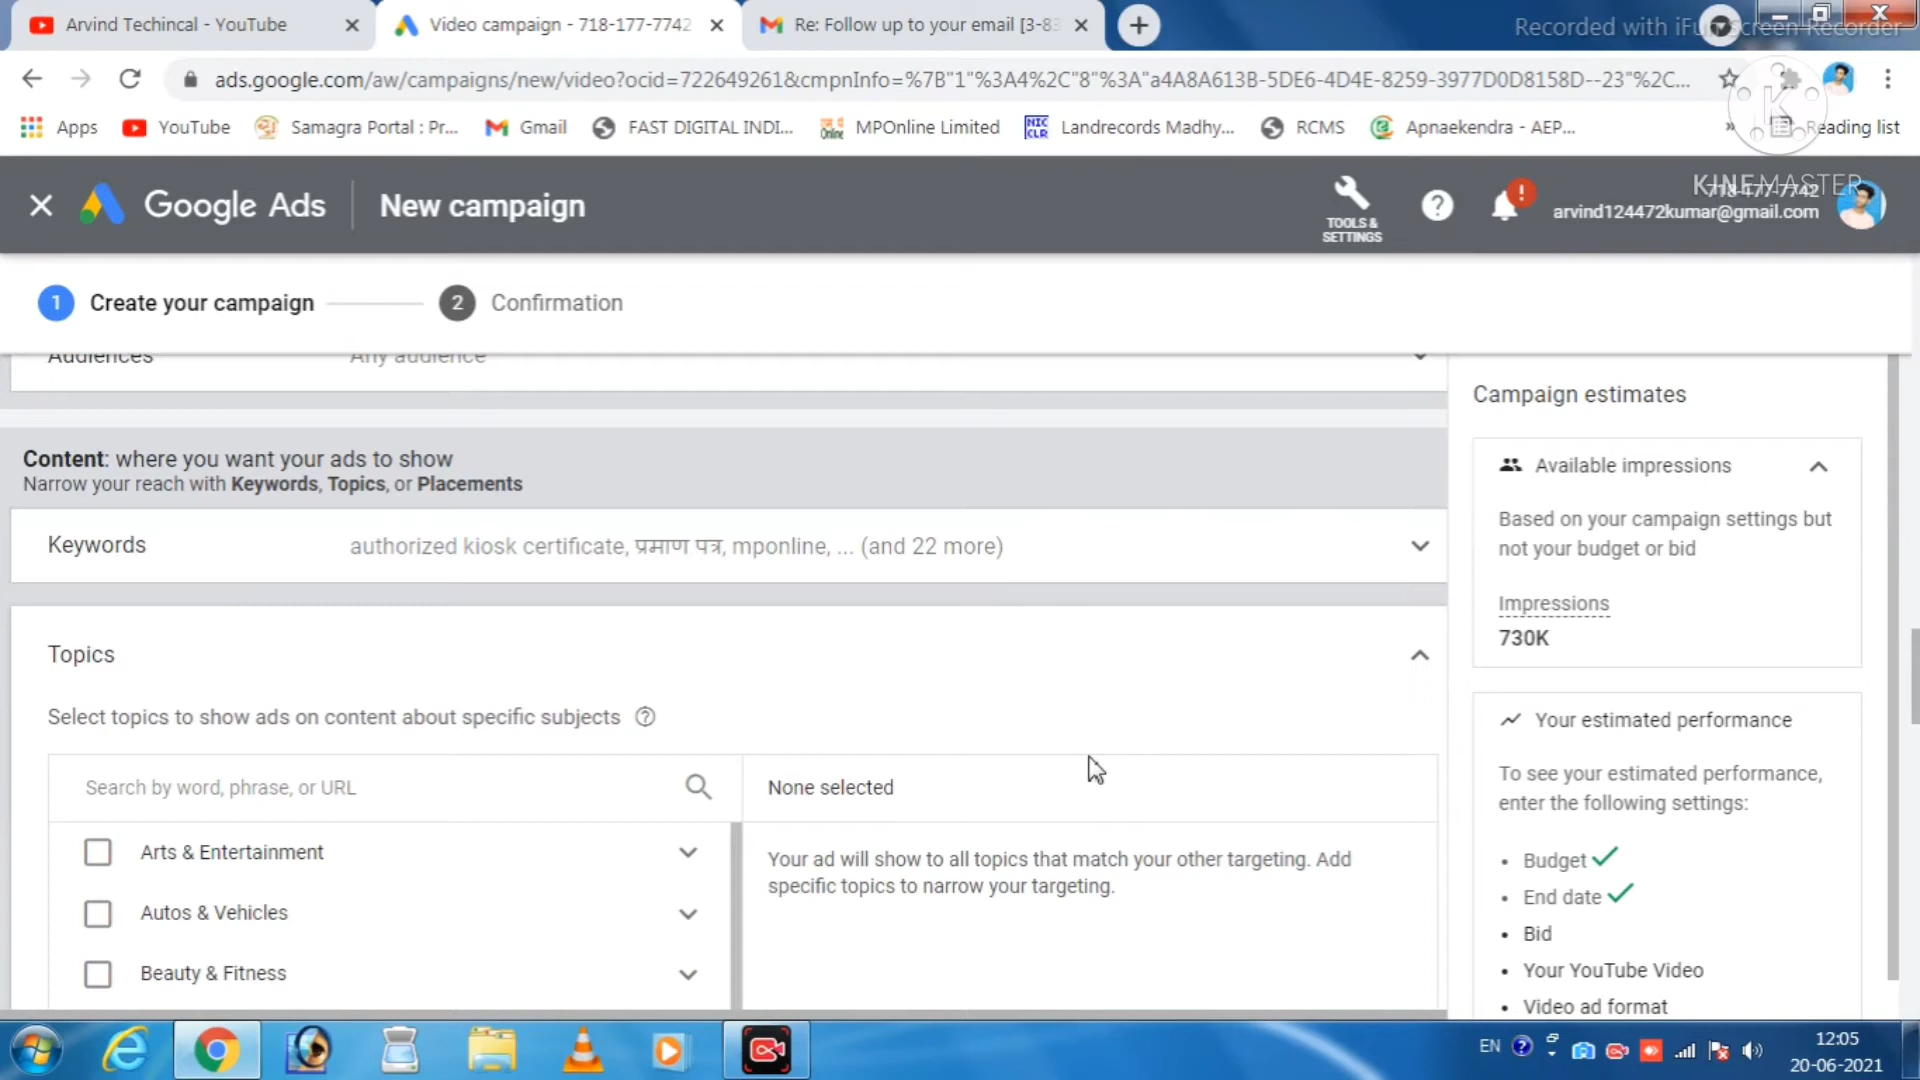 Arvind Techincal - YouTube
Video campaign - 718-177-7742
Re: Follow up to your email [3-83
Recorded with iFun Screen Recorder
ads.google.com/aw/campaigns/new/video?ocid=722649261&cmpnInfo=%7B"1"%3A4%2C"8"%3A"a4A8A613B-5DE6-4D4E-8259-3977D0D8158D--23"%2C...
Apps
YouTube
Samagra Portal : Pr...
Gmail
FAST DIGITAL INDI...
MPOnline Limited
Landrecords Madhy...
RCMS
Apnaekendra - AEP...
»
Reading list
K
KINEMASTER
Google Ads
New campaign
TOOLS &
SETTINGS
718-177-7742
arvind124472kumar@gmail.com
1 Create your campaign
2 Confirmation
Audiences Any audience
Content: where you want your ads to show
Narrow your reach with Keywords, Topics, or Placements
Keywords authorized kiosk certificate, प्रमाण पत्र, mponline, ... (and 22 more)
Topics
Select topics to show ads on content about specific subjects
Search by word, phrase, or URL
None selected
Arts & Entertainment
Autos & Vehicles
Beauty & Fitness
Your ad will show to all topics that match your other targeting. Add
specific topics to narrow your targeting.
Campaign estimates
Available impressions
Based on your campaign settings but
not your budget or bid
Impressions
730K
Your estimated performance
To see your estimated performance,
enter the following settings:
• Budget
• End date
• Bid
• Your YouTube Video
• Video ad format
EN
12:05
20-06-2021